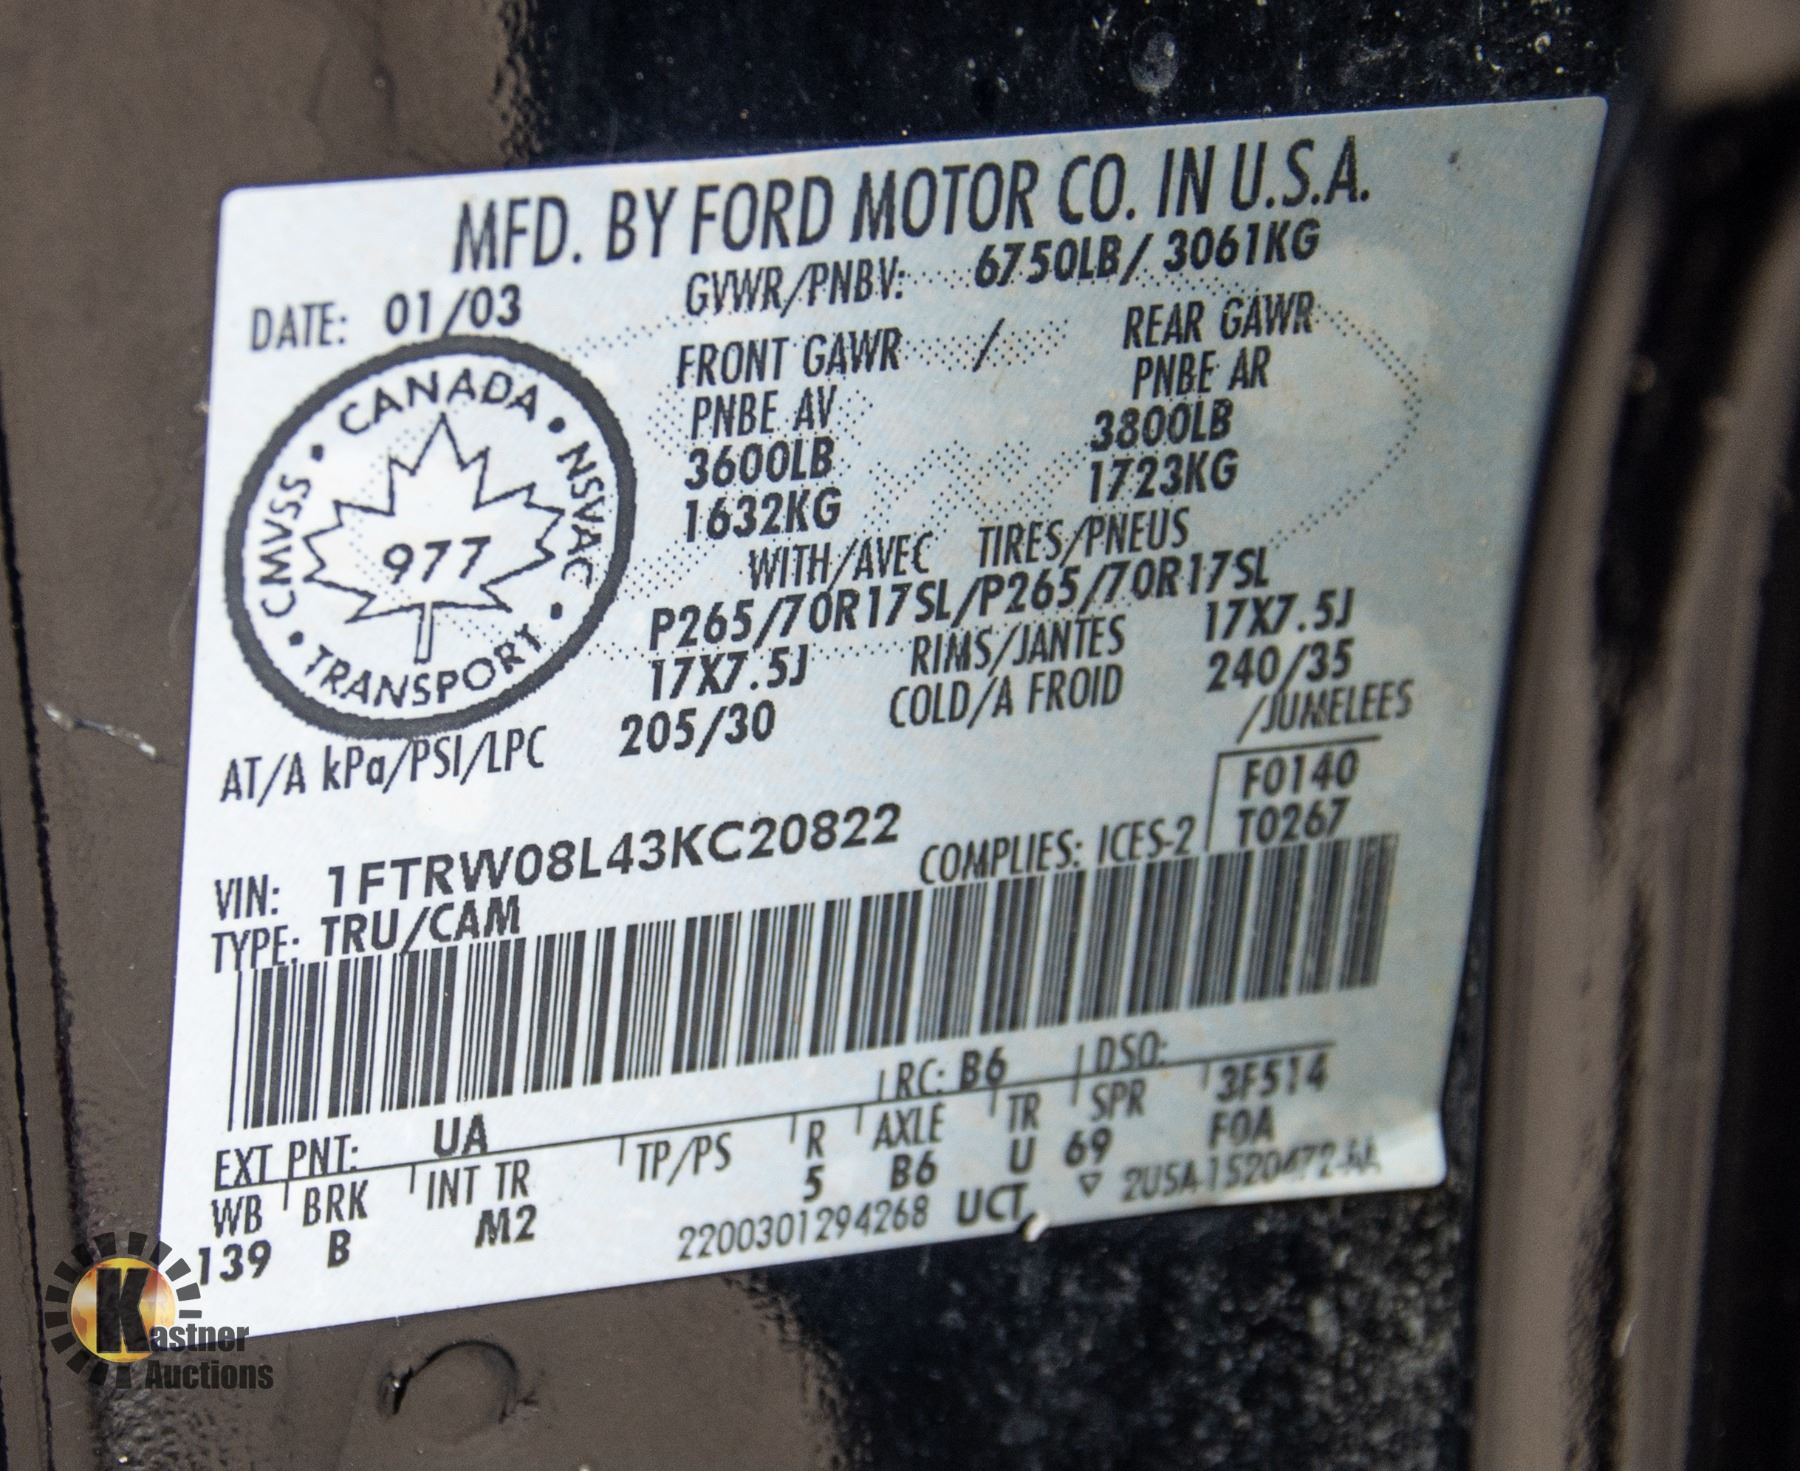 MFD. BY FORD MOTOR CO. IN U.S.A.
DATE: 01/03
GVWR/PNBV: 6750LB/ 3061KG
FRONT GAWR / REAR GAWR
PNBE AV PNBE AR
3600LB 3800LB
1632KG 1723KG
WITH/AVEC TIRES/PNEUS
P265/70R17SL/P265/70R17SL
17X7.5J RIMS/JANTES 17X7.5J
AT/A kPa/PSI/LPC 205/30 COLD/A FROID 240/35
/JUMELEES
CANADA • NSVAC • TRANSPORT • CMVSS •
977
VIN: 1FTRW08L43KC20822
COMPLIES: ICES-2
F0140
T0267
TYPE: TRU/CAM
EXT PNT: UA RC: B6 DSO:
WB BRK INT TR TP/PS R AXLE TR SPR 3F514
139 B M2 5 B6 U 69 FOA
2200301294268 UCT ▽ 2U5A-1520472-AA
Kastner
Auctions